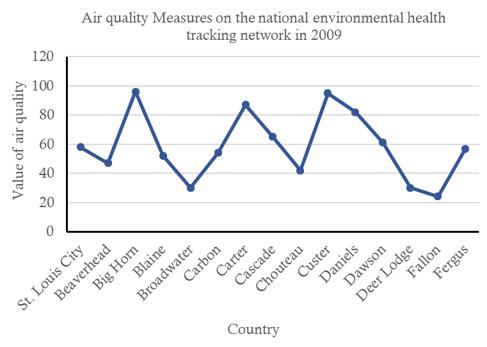 Air quality Measures on the national environmental health
tracking network in 2009
Value of air quality
120
100
80
60
40
20
0
St. Louis City
Beaverhead
Big Horn
Blaine
Broadwater
Carbon
Carter
Cascade
Chouteau
Custer
Daniels
Dawson
Deer Lodge
Fallon
Fergus
Country